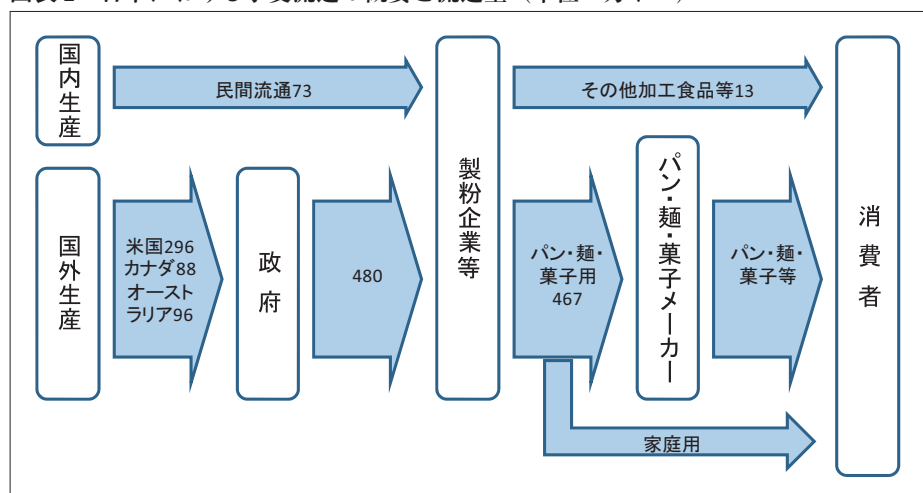 国内生産
民間流通73
製粉企業等
その他加工食品等13
消費者
国外生産
米国296
カナダ88
オースト
ラリア96
政府
480
パン・麺・
菓子用
467
パン・麺・菓子メーカー
パン・麺・
菓子等
家庭用